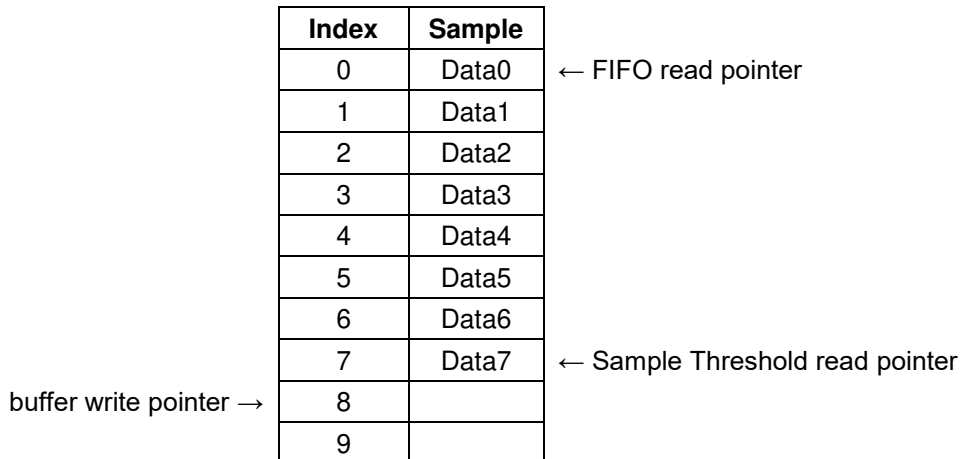 Index Sample
0 Data0 ← FIFO read pointer
1 Data1
2 Data2
3 Data3
4 Data4
5 Data5
6 Data6
7 Data7 ← Sample Threshold read pointer
buffer write pointer → 8
9